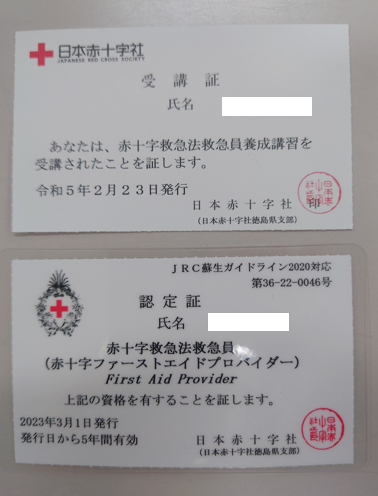 日本赤十字社
JAPANESE RED CROSS SOCIETY
受講証
氏名
あなたは、赤十字救急法救急員養成講習を
受講されたことを証します。
令和5年2月23日発行
日本赤十字社 印
(日本赤十字社徳島県支部)
JRC蘇生ガイドライン2020対応
第36-22-0046号
認定証
氏名
赤十字救急法救急員
(赤十字ファーストエイドプロバイダー)
First Aid Provider
上記の資格を有することを証します。
2023年3月1日発行
発行日から5年間有効
日本赤十字社
(日本赤十字社徳島県支部)